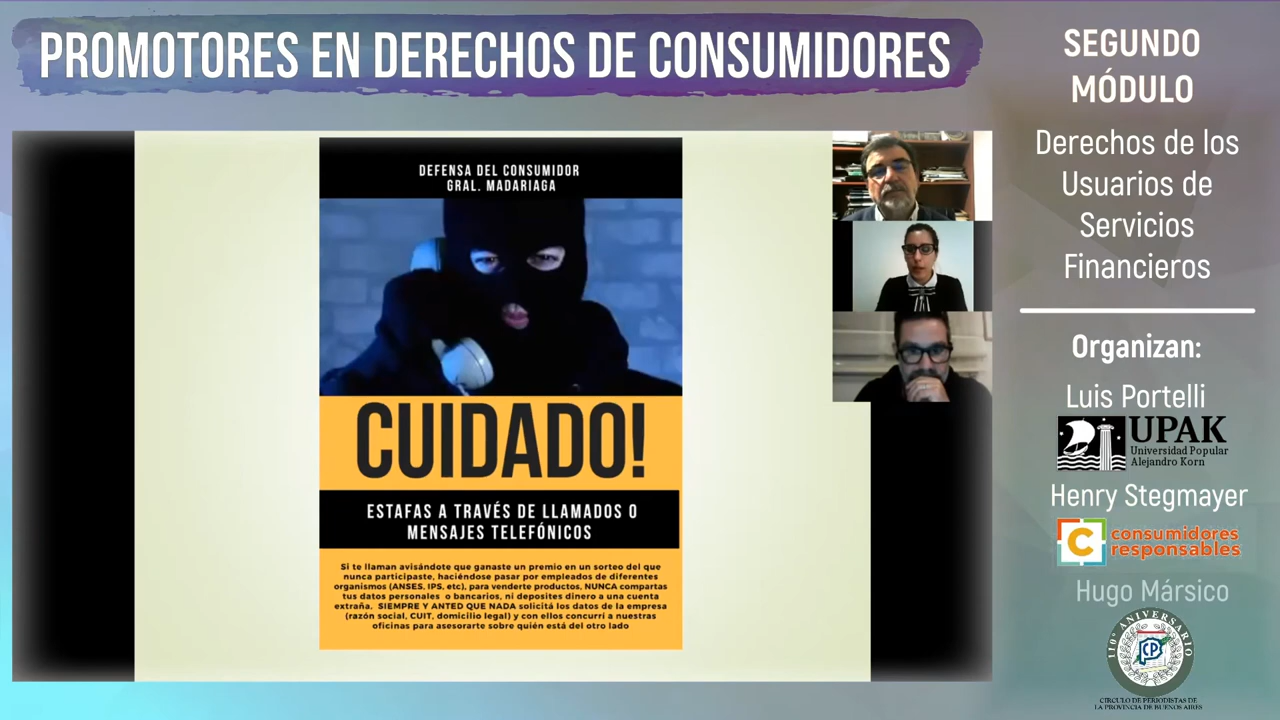 PROMOTORES EN DERECHOS DE CONSUMIDORES
DEFENSA DEL CONSUMIDOR
GRAL. MADARIAGA
CUIDADO!
ESTAFAS A TRAVÉS DE LLAMADOS O
MENSAJES TELEFÓNICOS
Si te llaman avisándote que ganaste un premio en un sorteo del que
nunca participaste, haciéndose pasar por empleados de diferentes
organismos (ANSES, IPS, etc), para venderte productos, NUNCA compartas
tus datos personales o bancarios, ni deposites dinero a una cuenta
extraña, SIEMPRE Y ANTED QUE NADA solicitá los datos de la empresa
(razón social, CUIT, domicilio legal) y con ellos concurrí a nuestras
oficinas para asesorarte sobre quién está del otro lado
SEGUNDO
MÓDULO
Derechos de los
Usuarios de
Servicios
Financieros
Organizan:
Luis Portelli
UPAK
Universidad Popular
Alejandro Korn
Henry Stegmayer
C
consumidores
responsables
Hugo Mársico
110° ANIVERSARIO
CP
CÍRCULO DE PERIODISTAS DE
LA PROVINCIA DE BUENOS AIRES